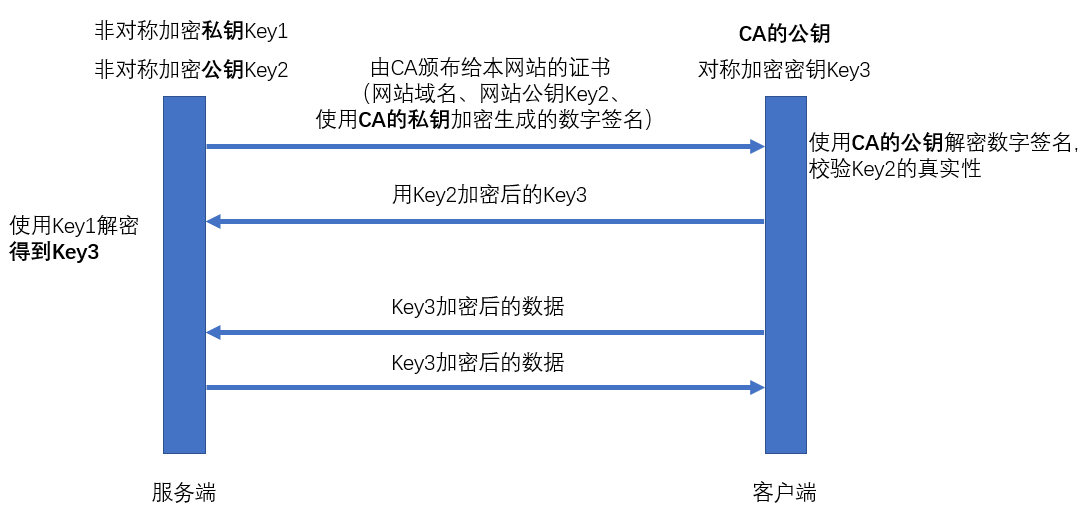 非对称加密私钥Key1
非对称加密公钥Key2
CA的公钥
对称加密密钥Key3
由CA颁布给本网站的证书
（网站域名、网站公钥Key2、
使用CA的私钥加密生成的数字签名）
使用CA的公钥解密数字签名,
校验Key2的真实性
用Key2加密后的Key3
使用Key1解密
得到Key3
Key3加密后的数据
Key3加密后的数据
服务端
客户端